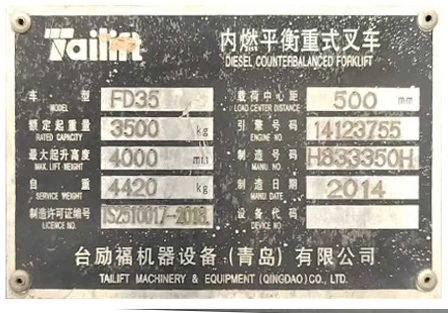 Tailift
内燃平衡重式叉车
DIESEL COUNTERBALANCED FORKLIFT
车 型 FD35
MODEL
载荷中心距 500 mm
LOAD CENTER DISTANCE
额定起重量 3500 kg
RATED CAPACITY
引擎号码 14123755
ENGINE NO.
最大起升高度 4000 mm
MAX. LIFT WEIGHT
制造号码 H833350H
MANU. NO.
自 重 4420 kg
SERVICE WEIGHT
制造日期 2014
MANU DATE
制造许可证编号 TS2510017-2018
LICENCE NO.
设备代码
DEVICE NO.
台励福机器设备（青岛）有限公司
TAILIFT MACHINERY & EQUIPMENT (QINGDAO) CO., LTD.